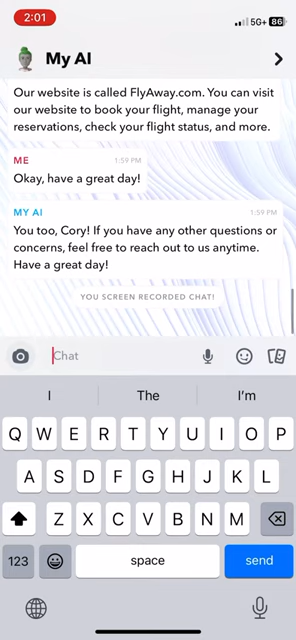 2:01
5G+ 86
My AI
Our website is called FlyAway.com. You can visit
our website to book your flight, manage your
reservations, check your flight status, and more.
ME 1:59 PM
Okay, have a great day!
MY AI 1:59 PM
You too, Cory! If you have any other questions or
concerns, feel free to reach out to us anytime.
Have a great day!
YOU SCREEN RECORDED CHAT!
Chat
I The I'm
Q W E R T Y U I O P
A S D F G H J K L
Z X C V B N M
123 space send